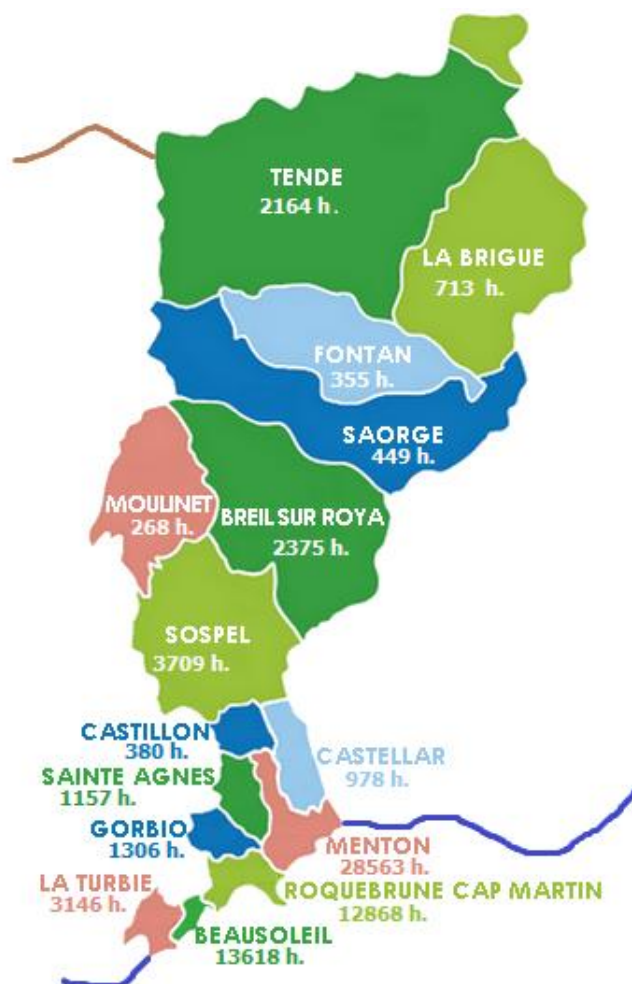 TENDE
2164 h.
LA BRIGUE
713 h.
FONTAN
355 h.
SAORGE
449 h.
MOULINET
268 h.
BREIL SUR ROYA
2375 h.
SOSPEL
3709 h.
CASTILLON
380 h.
CASTELLAR
978 h.
SAINTE AGNES
1157 h.
GORBIO
1306 h.
MENTON
28563 h.
LA TURBIE
3146 h.
ROQUEBRUNE CAP MARTIN
12868 h.
BEAUSOLEIL
13618 h.